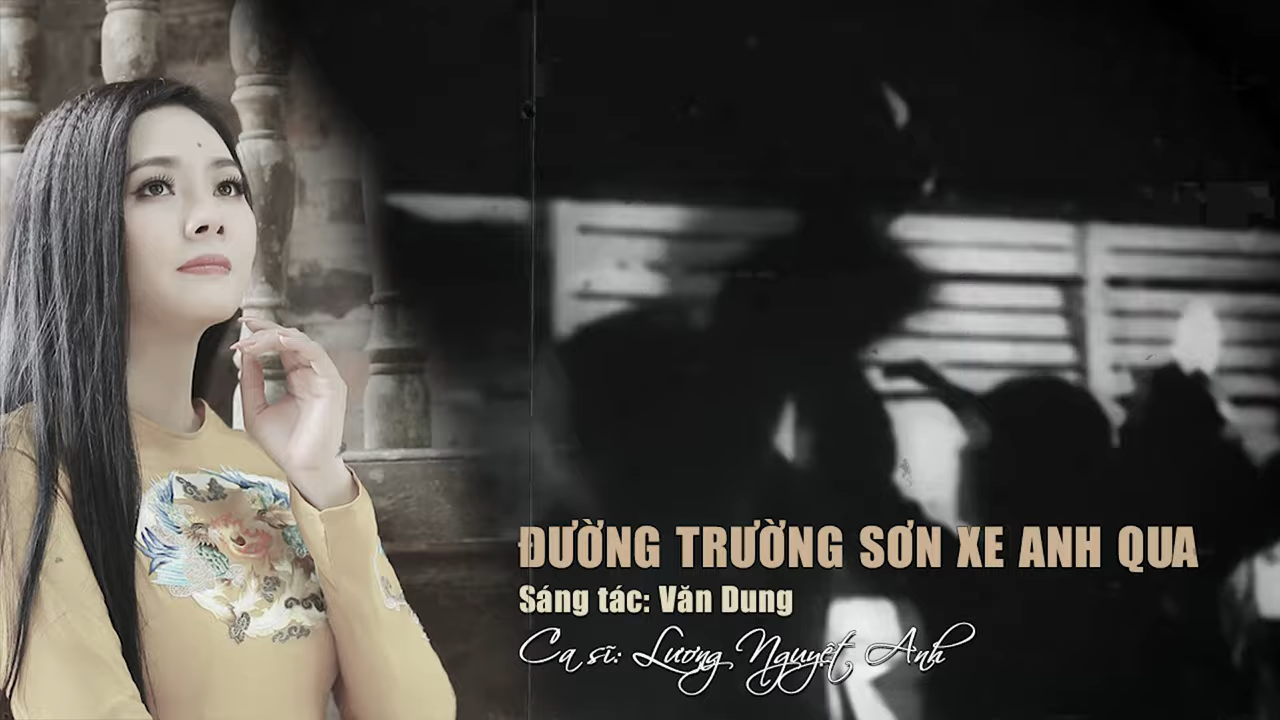 ĐƯỜNG TRƯỜNG SƠN XE ANH QUA
Sáng tác: Văn Dung
Ca sĩ: Lương Nguyệt Anh